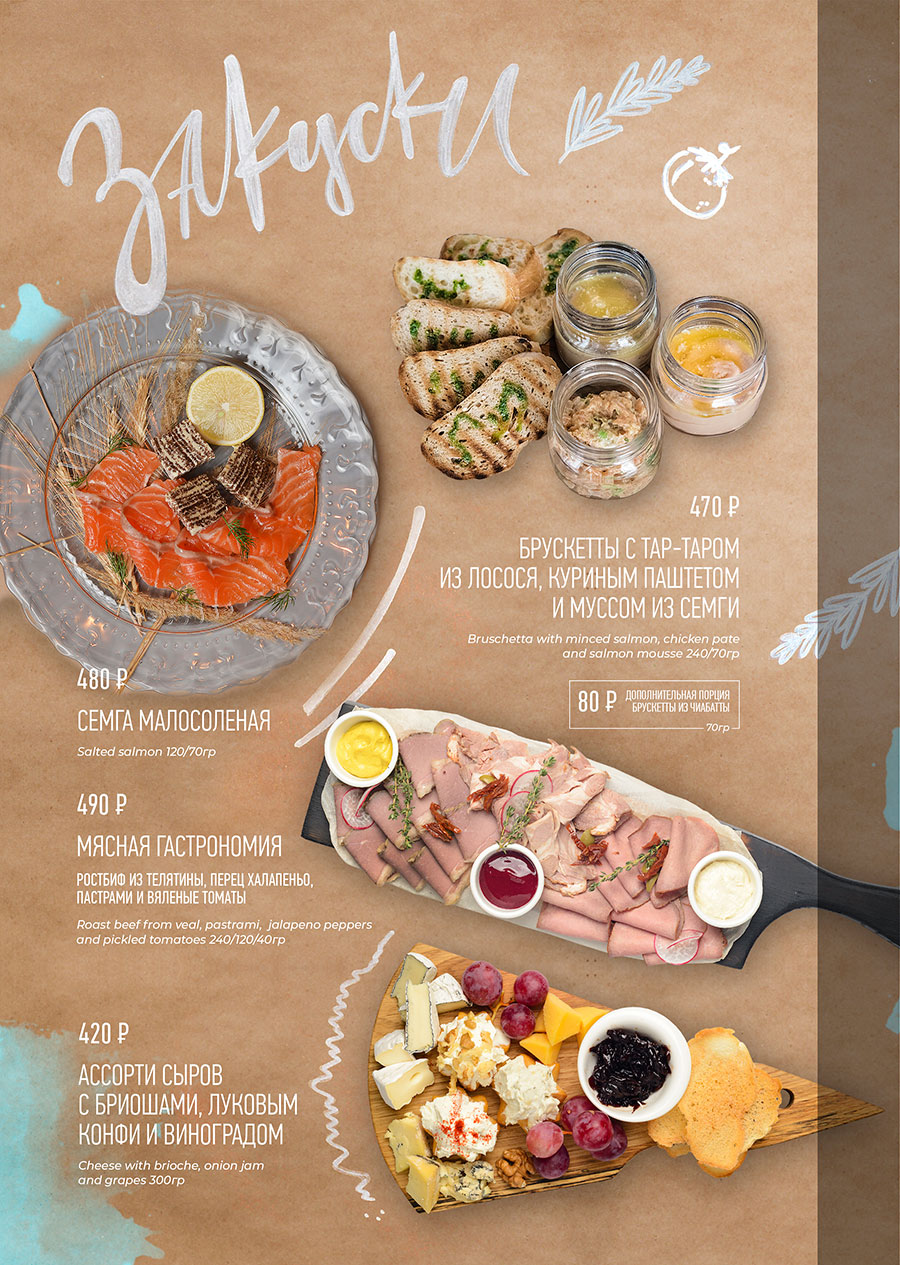 Закуски
470 ₽
БРУСКЕТТЫ С ТАР-ТАРОМ
ИЗ ЛОСОСЯ, КУРИНЫМ ПАШТЕТОМ
И МУССОМ ИЗ СЕМГИ
Bruschetta with minced salmon, chicken pate
and salmon mousse 240/70гр
80 ₽ ДОПОЛНИТЕЛЬНАЯ ПОРЦИЯ
БРУСКЕТТЫ ИЗ ЧИАБАТТЫ
70гр
480 ₽
СЕМГА МАЛОСОЛЕНАЯ
Salted salmon 120/70гр
490 ₽
МЯСНАЯ ГАСТРОНОМИЯ
РОСТБИФ ИЗ ТЕЛЯТИНЫ, ПЕРЕЦ ХАЛАПЕНЬО,
ПАСТРАМИ И ВЯЛЕНЫЕ ТОМАТЫ
Roast beef from veal, pastrami, jalapeno peppers
and pickled tomatoes 240/120/40гр
420 ₽
АССОРТИ СЫРОВ
С БРИОШАМИ, ЛУКОВЫМ
КОНФИ И ВИНОГРАДОМ
Cheese with brioche, onion jam
and grapes 300гр